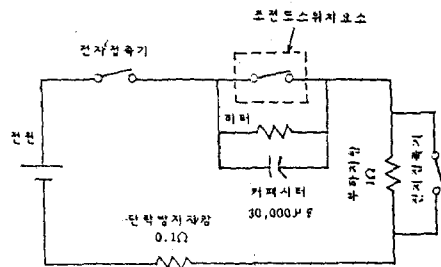 초전도스위치요소
전자접촉기
전원
히터
커패시터
30,000μF
부하저항
1Ω
전자접촉기
단락방지저항
0.1Ω